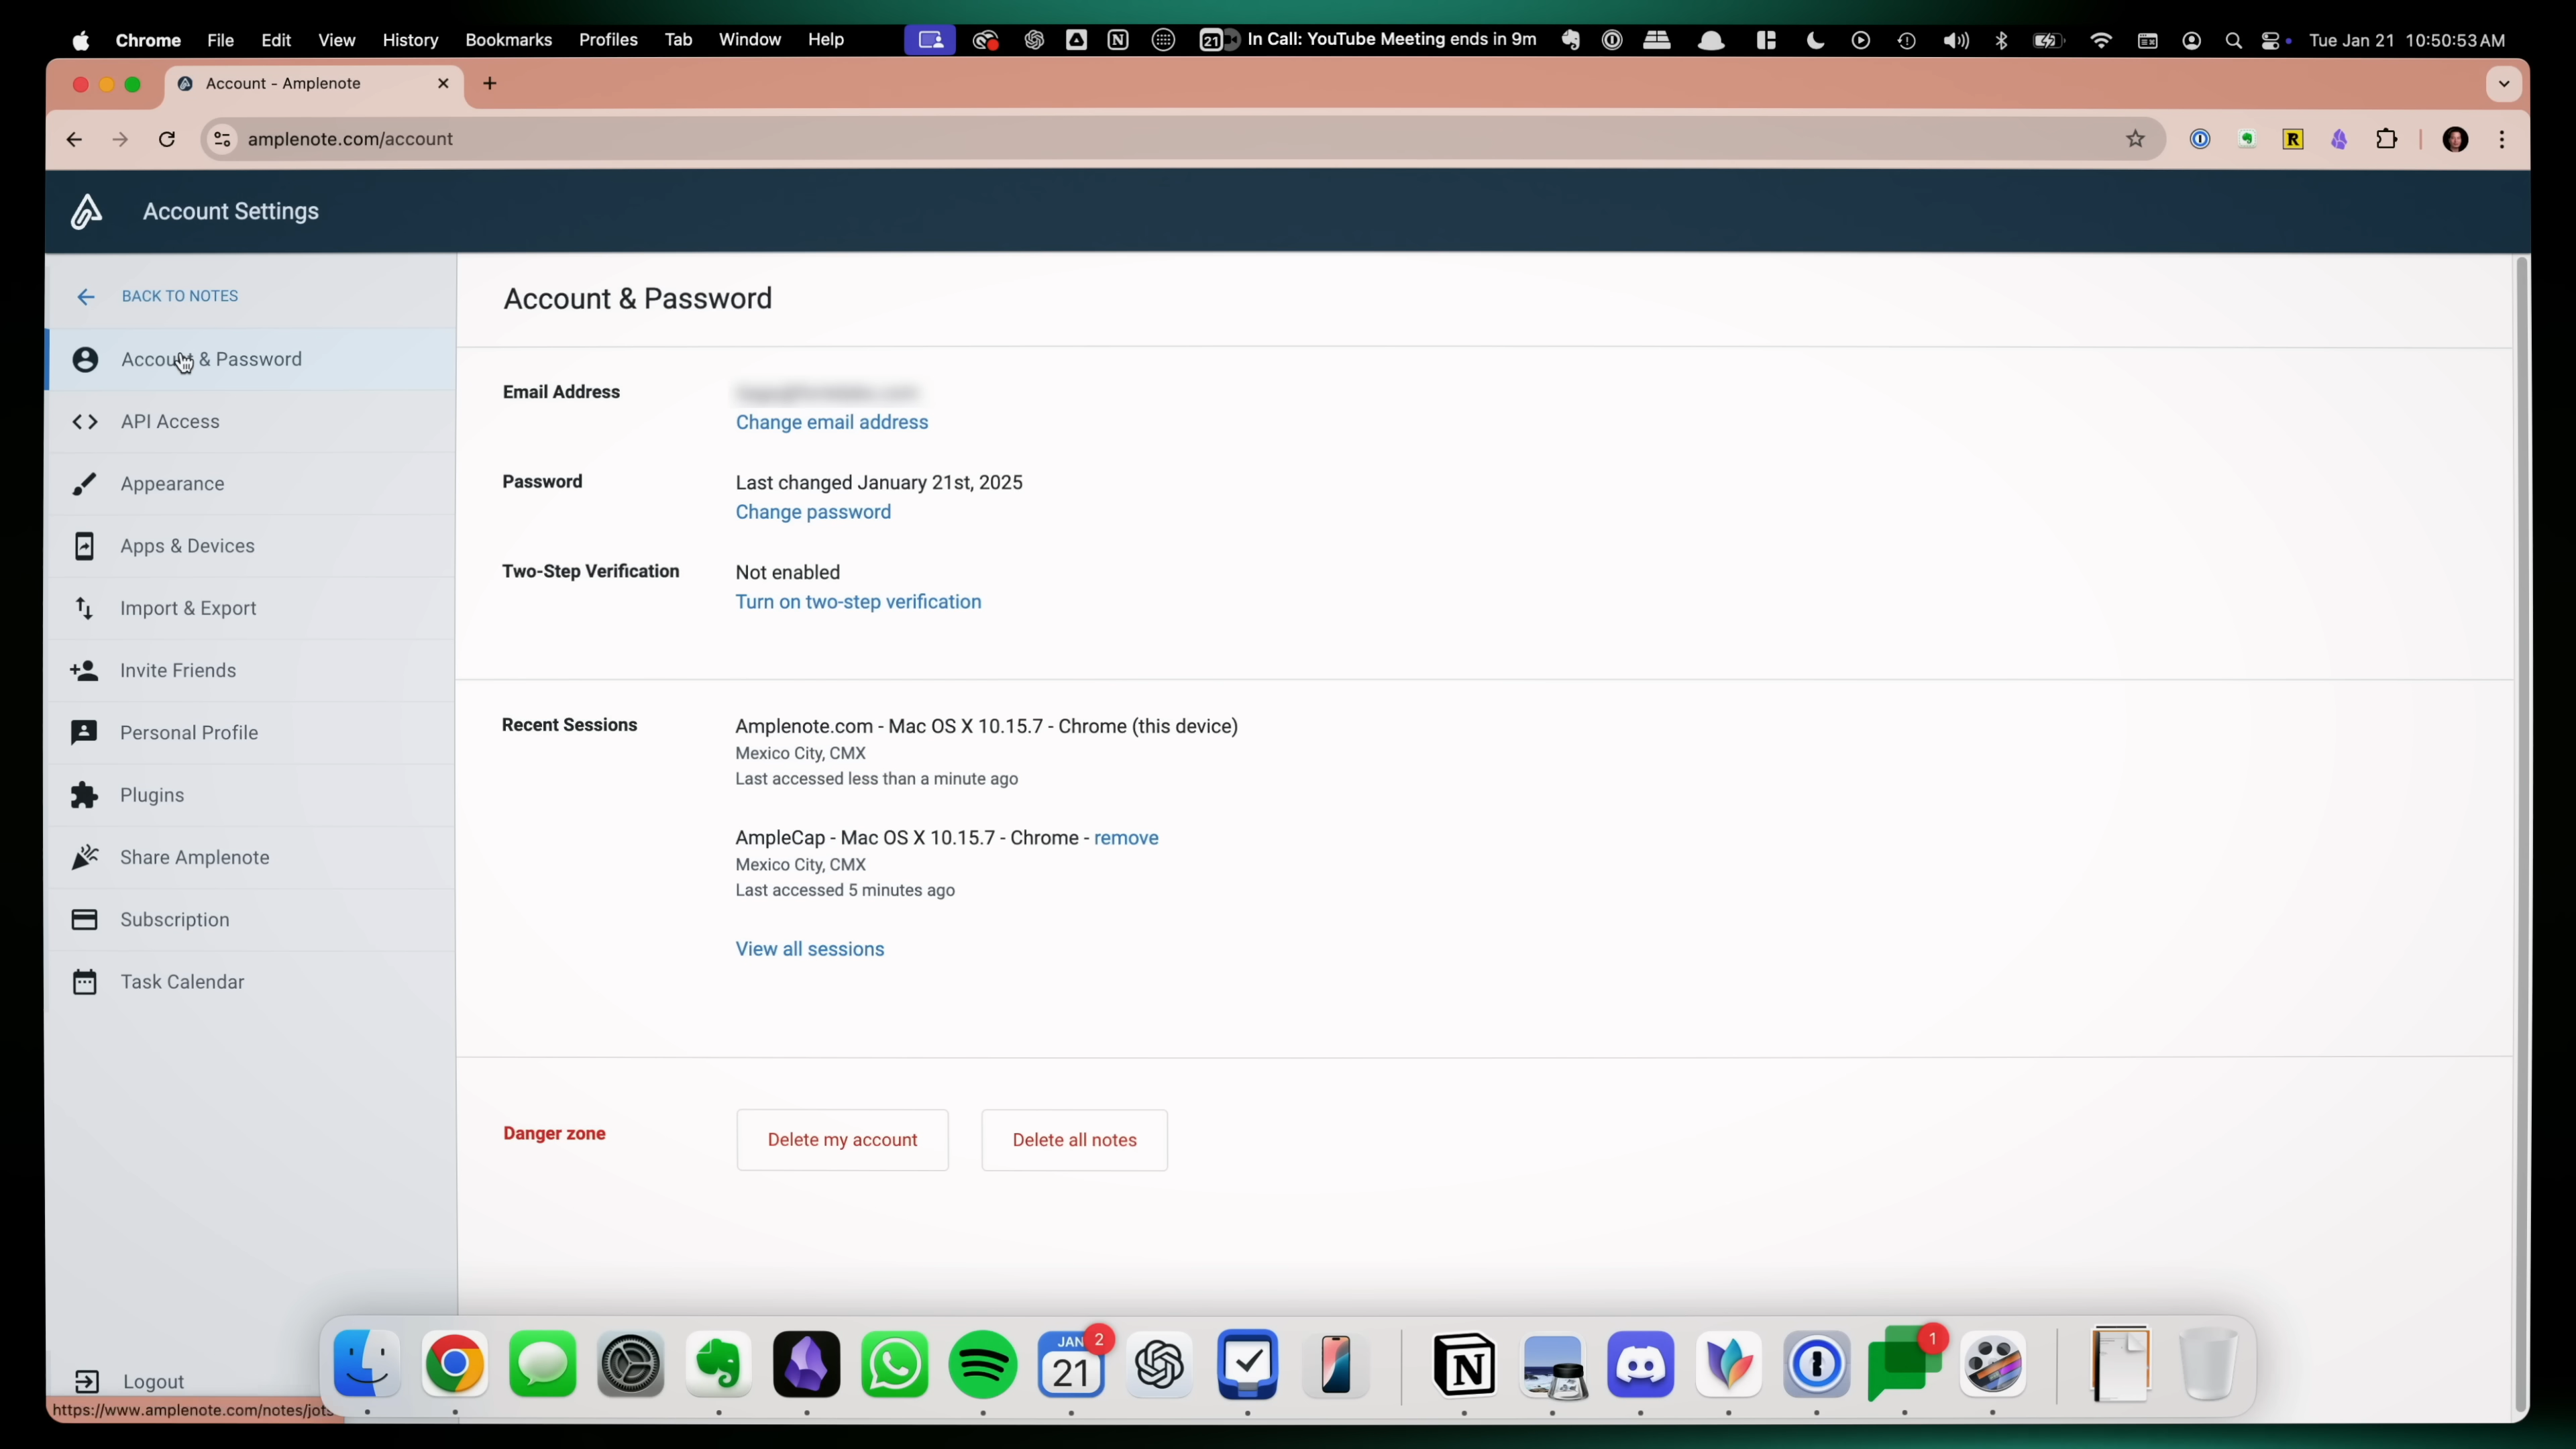 Chrome File Edit View History Bookmarks Profiles Tab Window Help 21 In Call: YouTube Meeting ends in 9m Tue Jan 21 10:50:53 AM
Account - Amplenote
amplenote.com/account
Account Settings
BACK TO NOTES
Account & Password
API Access
Appearance
Apps & Devices
Import & Export
Invite Friends
Personal Profile
Plugins
Share Amplenote
Subscription
Task Calendar
Logout
https://www.amplenote.com/notes/jots
Account & Password
Email Address
Change email address
Password
Last changed January 21st, 2025
Change password
Two-Step Verification
Not enabled
Turn on two-step verification
Recent Sessions
Amplenote.com - Mac OS X 10.15.7 - Chrome (this device)
Mexico City, CMX
Last accessed less than a minute ago
AmpleCap - Mac OS X 10.15.7 - Chrome - remove
Mexico City, CMX
Last accessed 5 minutes ago
View all sessions
Danger zone
Delete my account
Delete all notes
JAN 2
21
1